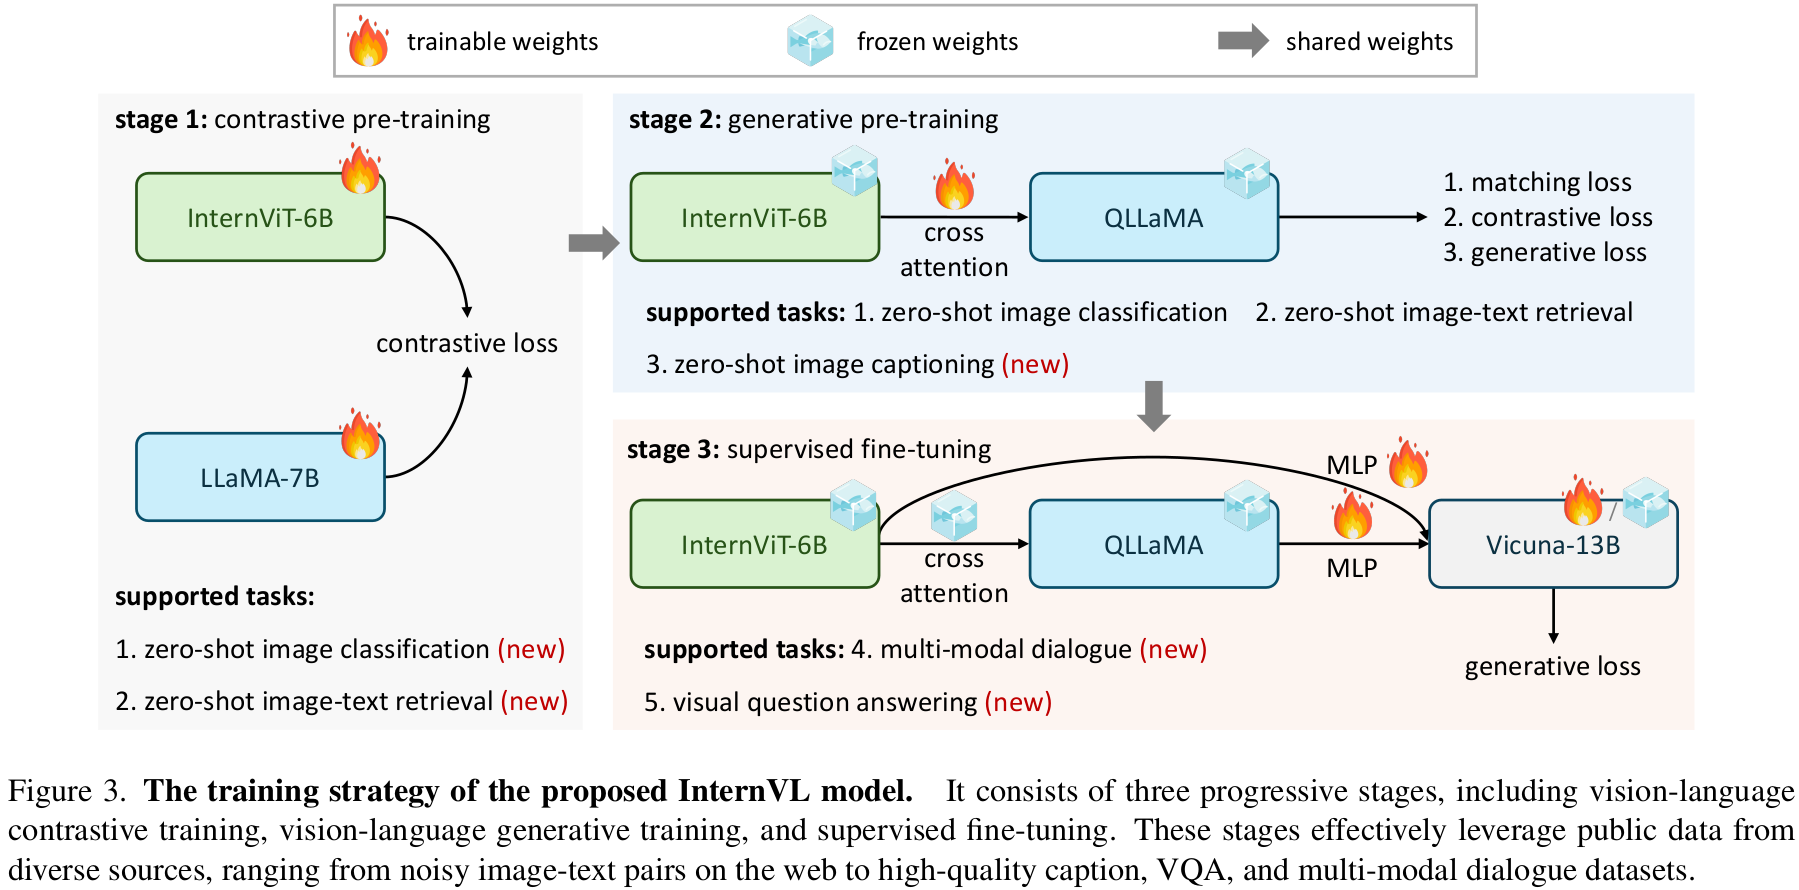 trainable weights
frozen weights
shared weights
stage 1: contrastive pre-training
InternViT-6B
contrastive loss
LLaMA-7B
supported tasks:
1. zero-shot image classification (new)
2. zero-shot image-text retrieval (new)
stage 2: generative pre-training
InternViT-6B
cross
attention
QLLaMA
1. matching loss
2. contrastive loss
3. generative loss
supported tasks: 1. zero-shot image classification 2. zero-shot image-text retrieval
3. zero-shot image captioning (new)
stage 3: supervised fine-tuning
MLP
InternViT-6B
cross
attention
QLLaMA
MLP
/
Vicuna-13B
generative loss
supported tasks: 4. multi-modal dialogue (new)
5. visual question answering (new)
Figure 3. The training strategy of the proposed InternVL model. It consists of three progressive stages, including vision-language
contrastive training, vision-language generative training, and supervised fine-tuning. These stages effectively leverage public data from
diverse sources, ranging from noisy image-text pairs on the web to high-quality caption, VQA, and multi-modal dialogue datasets.